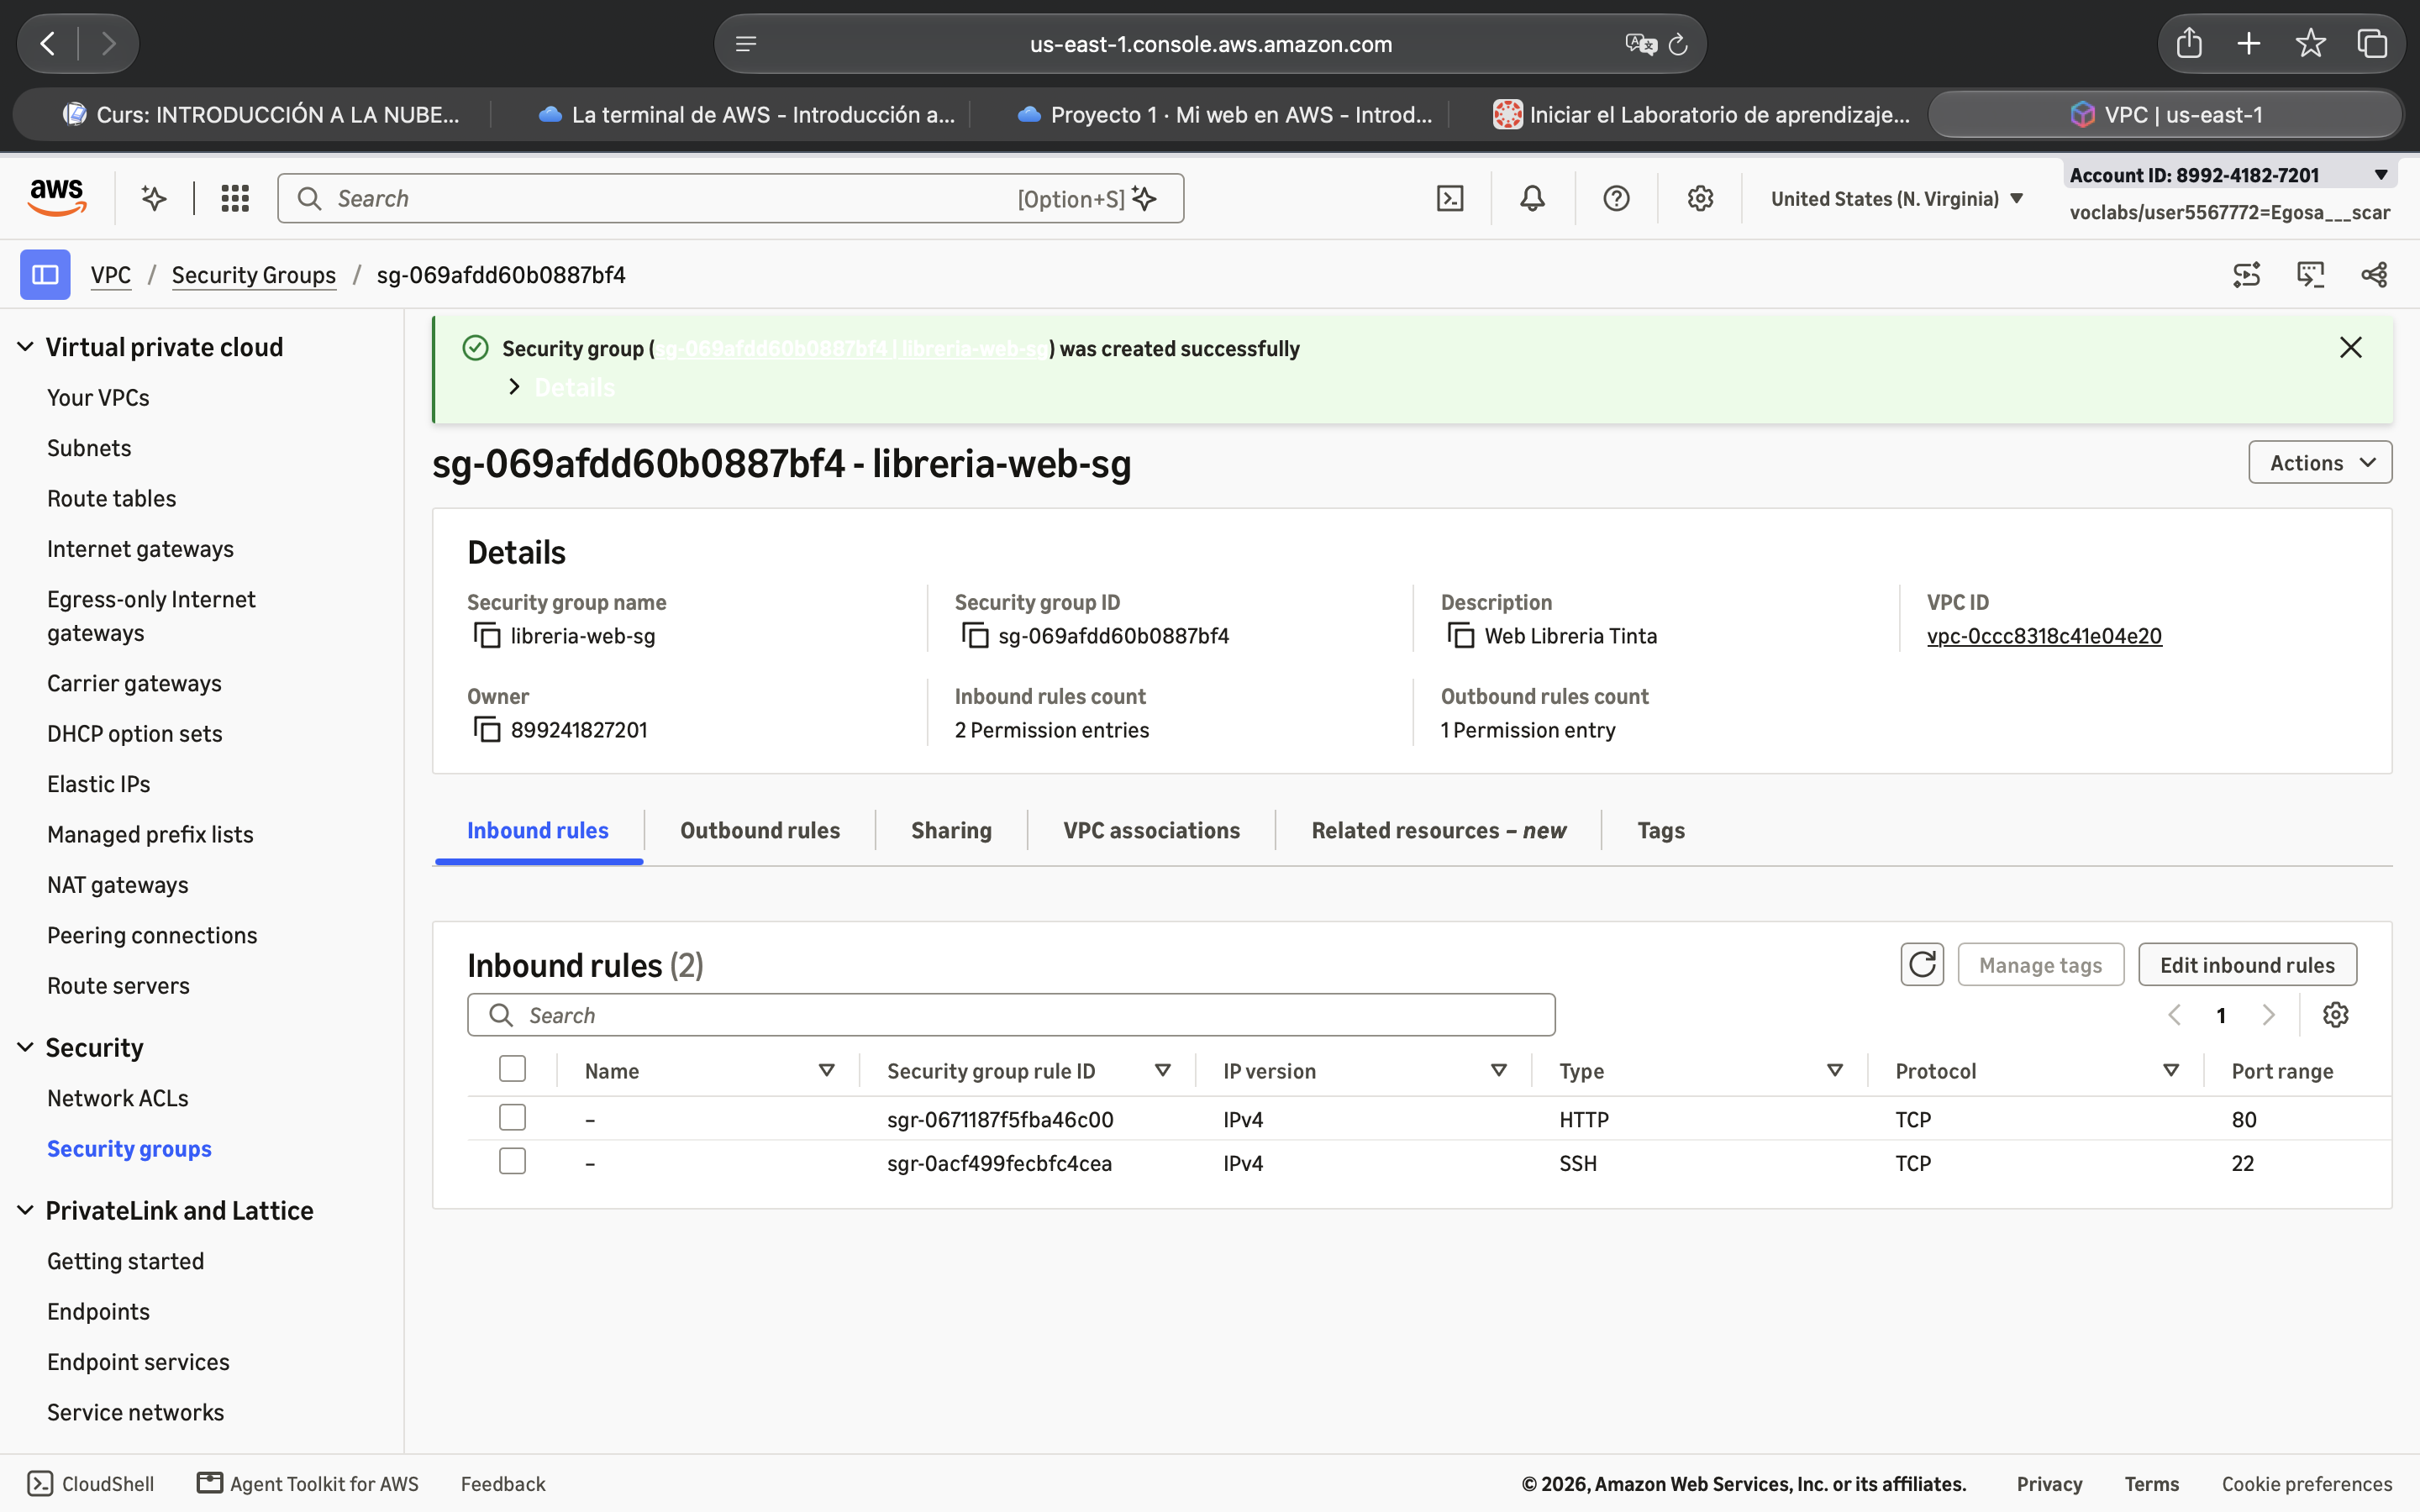 us-east-1.console.aws.amazon.com
Curs: INTRODUCCIÓN A LA NUBE...
La terminal de AWS - Introducción a...
Proyecto 1 · Mi web en AWS - Introd...
Iniciar el Laboratorio de aprendizaje...
VPC | us-east-1
aws
Search
[Option+S]
United States (N. Virginia)
Account ID: 8992-4182-7201
voclabs/user5567772=Egosa___scar
VPC / Security Groups / sg-069afdd60b0887bf4
Virtual private cloud
Your VPCs
Subnets
Route tables
Internet gateways
Egress-only Internet
gateways
Carrier gateways
DHCP option sets
Elastic IPs
Managed prefix lists
NAT gateways
Peering connections
Route servers
Security
Network ACLs
Security groups
PrivateLink and Lattice
Getting started
Endpoints
Endpoint services
Service networks
Security group (sg-069afdd60b0887bf4 | libreria-web-sg) was created successfully
Details
sg-069afdd60b0887bf4 - libreria-web-sg
Actions
Details
Security group name
libreria-web-sg
Security group ID
sg-069afdd60b0887bf4
Description
Web Libreria Tinta
VPC ID
vpc-0ccc8318c41e04e20
Owner
899241827201
Inbound rules count
2 Permission entries
Outbound rules count
1 Permission entry
Inbound rules
Outbound rules
Sharing
VPC associations
Related resources – new
Tags
Inbound rules (2)
Manage tags
Edit inbound rules
Search
1
Name Security group rule ID IP version Type Protocol Port range
– sgr-0671187f5fba46c00 IPv4 HTTP TCP 80
– sgr-0acf499fecbfc4cea IPv4 SSH TCP 22
CloudShell
Agent Toolkit for AWS
Feedback
© 2026, Amazon Web Services, Inc. or its affiliates.
Privacy
Terms
Cookie preferences